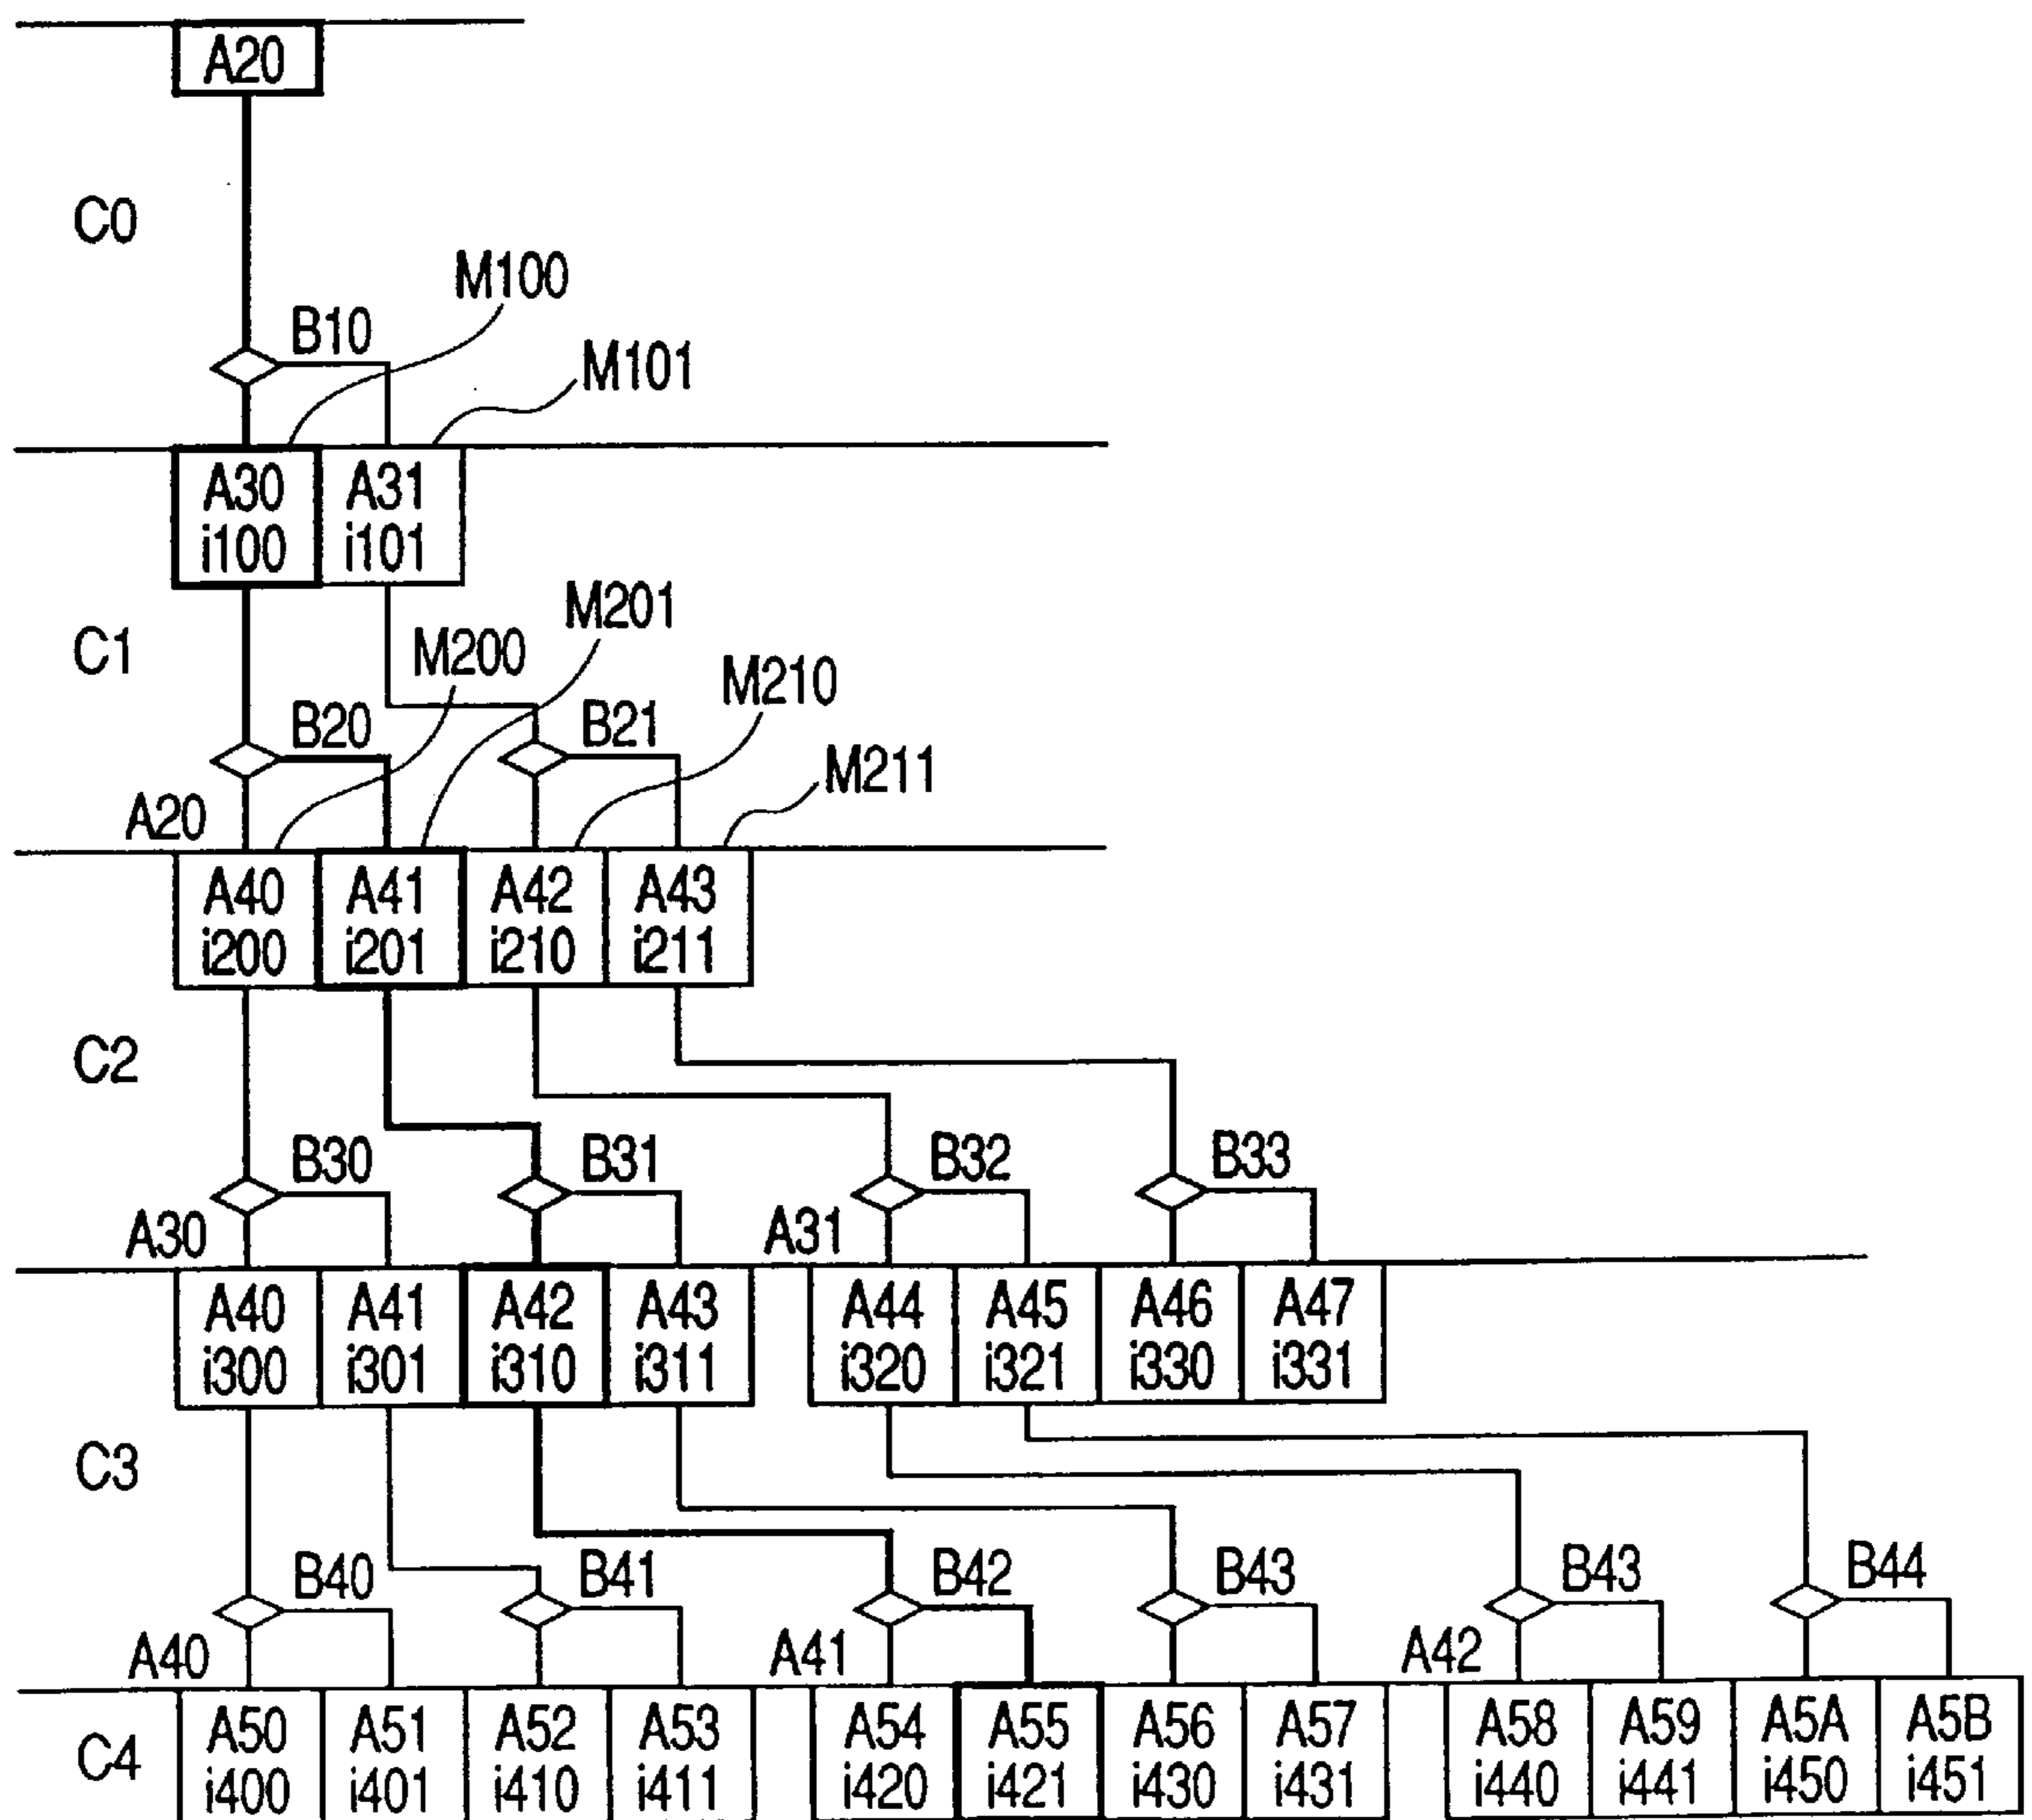 A20
C0
M100
B10
M101
A30 A31
i100 i101
M201
C1
M200
M210
B20 B21
M211
A20
A40 A41 A42 A43
i200 i201 i210 i211
C2
B30 B31 B32 B33
A30 A31
A40 A41 A42 A43 A44 A45 A46 A47
i300 i301 i310 i311 i320 i321 i330 i331
C3
B40 B41 B42 B43 B43 B44
A40 A41 A42
A50 A51 A52 A53 A54 A55 A56 A57 A58 A59 A5A A5B
C4
i400 i401 i410 i411 i420 i421 i430 i431 i440 i441 i450 i451